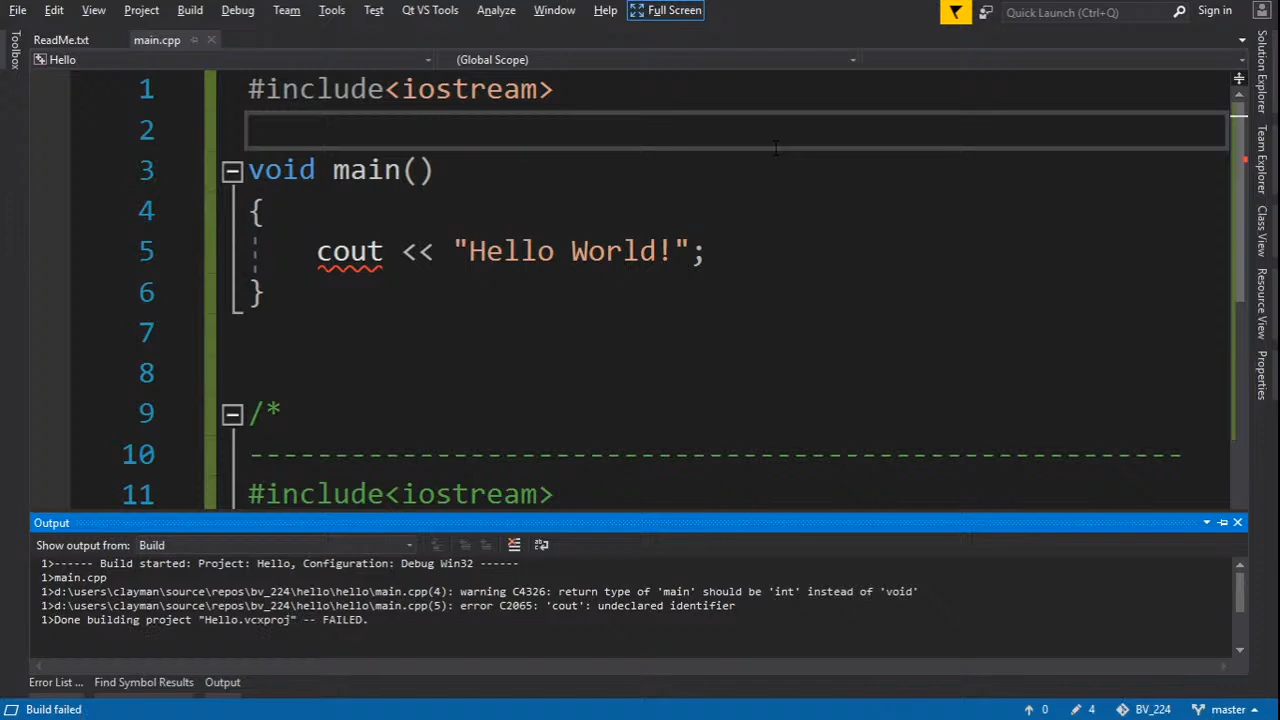 File Edit View Project Build Debug Team Tools Test Qt VS Tools Analyze Window Help Full Screen Quick Launch (Ctrl+Q) Sign in
ReadMe.txt main.cpp
Hello (Global Scope)
Toolbox
Solution Explorer
Team Explorer
Class View
Resource View
Properties
1 #include<iostream>
2
3 void main()
4 {
5 cout << "Hello World!";
6 }
7
8
9 /*
10 -------------------------------------------------------
11 #include<iostream>
Output
Show output from: Build
1>------ Build started: Project: Hello, Configuration: Debug Win32 ------
1>main.cpp
1>d:\users\clayman\source\repos\bv_224\hello\hello\main.cpp(4): warning C4326: return type of 'main' should be 'int' instead of 'void'
1>d:\users\clayman\source\repos\bv_224\hello\hello\main.cpp(5): error C2065: 'cout': undeclared identifier
1>Done building project "Hello.vcxproj" -- FAILED.
Error List ... Find Symbol Results Output
Build failed 0 4 BV_224 master